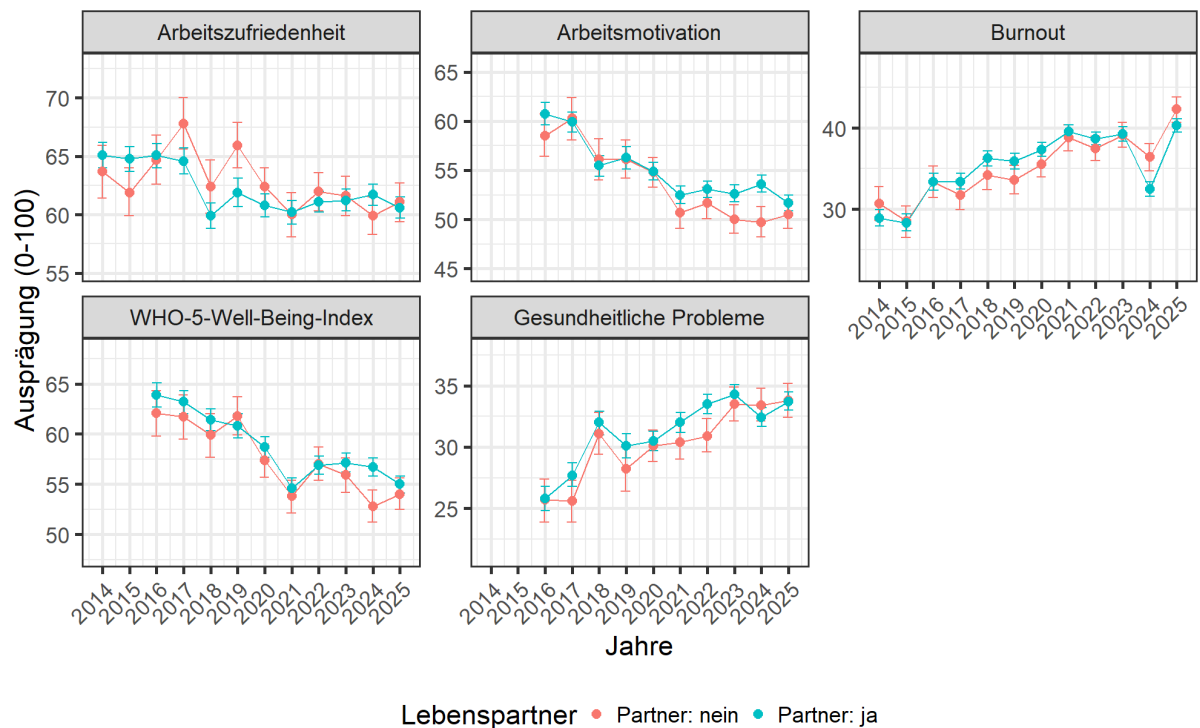 Arbeitszufriedenheit
Arbeitsmotivation
Burnout
70
65
60
55
65
60
55
50
45
40
30
2014 2015 2016 2017 2018 2019 2020 2021 2022 2023 2024 2025
Ausprägung (0-100)
WHO-5-Well-Being-Index
Gesundheitliche Probleme
65
60
55
50
35
30
25
2014 2015 2016 2017 2018 2019 2020 2021 2022 2023 2024 2025
2014 2015 2016 2017 2018 2019 2020 2021 2022 2023 2024 2025
Jahre
Lebenspartner Partner: nein Partner: ja